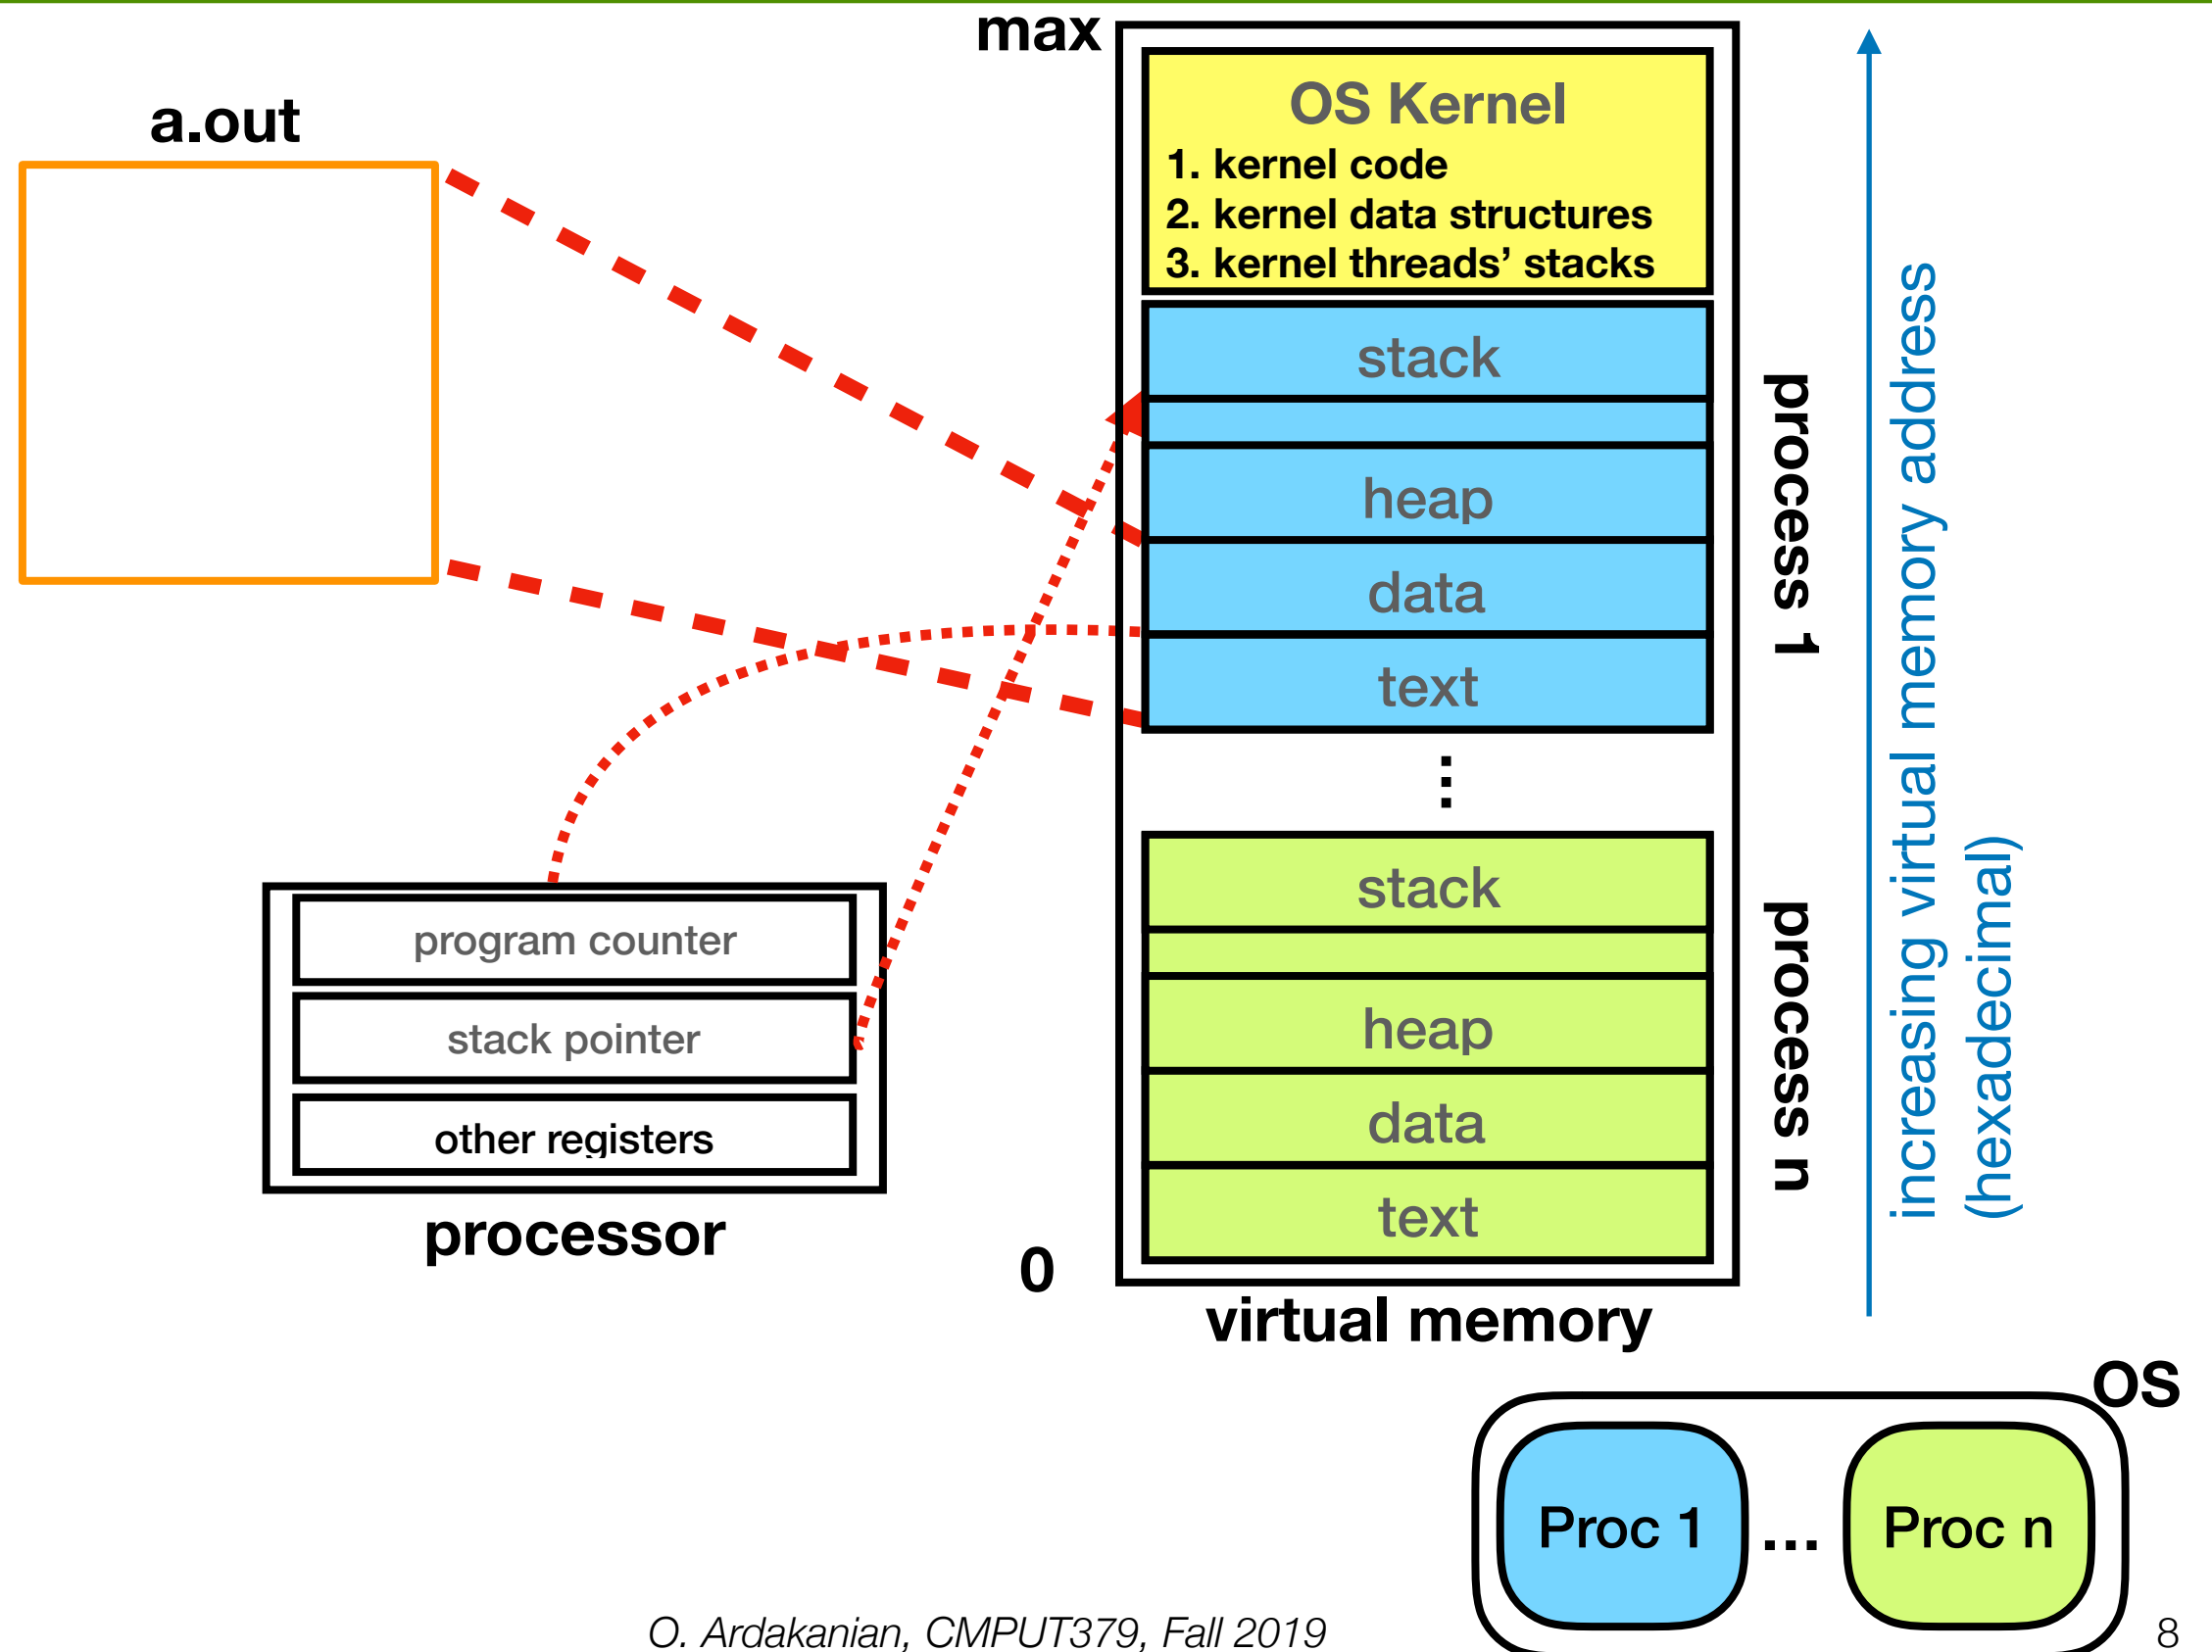 max
a.out
OS Kernel
1. kernel code
2. kernel data structures
3. kernel threads’ stacks
stack
heap
data
text
process 1
⋮
stack
heap
data
text
process n
increasing virtual memory address
(hexadecimal)
program counter
stack pointer
other registers
processor
0
virtual memory
OS
Proc 1 ... Proc n
O. Ardakanian, CMPUT379, Fall 2019
8